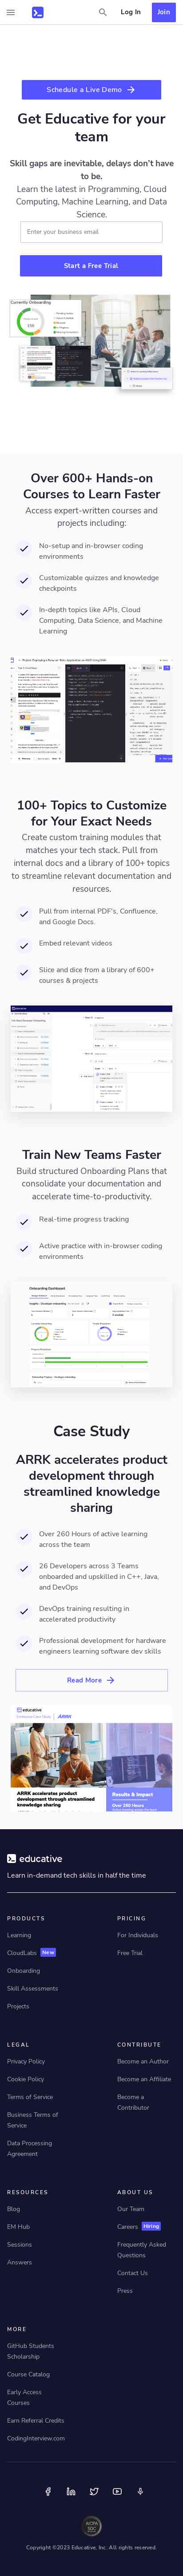 Log In
Join
Schedule a Live Demo
Get Educative for your
team
Skill gaps are inevitable, delays don't have
to be.
Learn the latest in Programming, Cloud
Computing, Machine Learning, and Data
Science.
Enter your business email
Start a Free Trial
Currently Onboarding
Over 600+ Hands-on
Courses to Learn Faster
Access expert-written courses and
projects including:
No-setup and in-browser coding
environments
Customizable quizzes and knowledge
checkpoints
In-depth topics like APIs, Cloud
Computing, Data Science, and Machine
Learning
100+ Topics to Customize
for Your Exact Needs
Create custom training modules that
matches your tech stack. Pull from
internal docs and a library of 100+ topics
to streamline relevant documentation and
resources.
Pull from internal PDF's, Confluence,
and Google Docs.
Embed relevant videos
Slice and dice from a library of 600+
courses & projects
Train New Teams Faster
Build structured Onboarding Plans that
consolidate your documentation and
accelerate time-to-productivity.
Real-time progress tracking
Active practice with in-browser coding
environments
Onboarding Dashboard
Case Study
ARRK accelerates product
development through
streamlined knowledge
sharing
Over 260 Hours of active learning
across the team
26 Developers across 3 Teams
onboarded and upskilled in C++, Java,
and DevOps
DevOps training resulting in
accelerated productivity
Professional development for hardware
engineers learning software dev skills
Read More
educative
ARRK
ARRK accelerates product
development through streamlined
knowledge sharing
Results & Impact
Over 260 Hours
educative
Learn in-demand tech skills in half the time
PRODUCTS
Learning
CloudLabs New
Onboarding
Skill Assessments
Projects
PRICING
For Individuals
Free Trial
LEGAL
Privacy Policy
Cookie Policy
Terms of Service
Business Terms of
Service
Data Processing
Agreement
CONTRIBUTE
Become an Author
Become an Affiliate
Become a
Contributor
RESOURCES
Blog
EM Hub
Sessions
Answers
ABOUT US
Our Team
Careers Hiring
Frequently Asked
Questions
Contact Us
Press
MORE
GitHub Students
Scholarship
Course Catalog
Early Access
Courses
Earn Referral Credits
CodingInterview.com
AICPA
SOC
Copyright ©2023 Educative, Inc. All rights reserved.